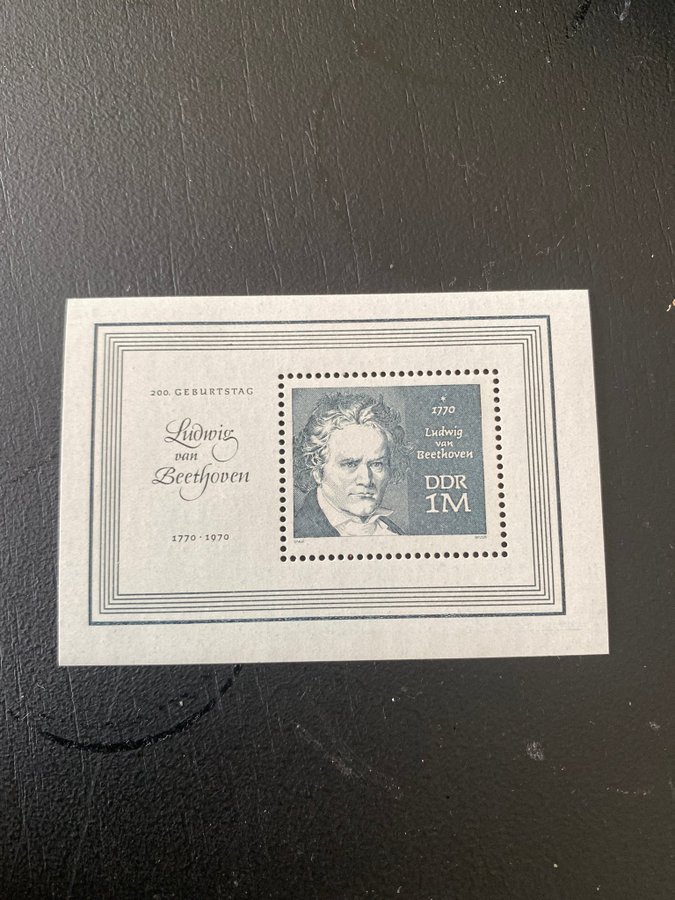 200. GEBURTSTAG
Ludwig
van
Beethoven
1770 · 1970
* 1770
Ludwig
van
Beethoven
DDR
1M